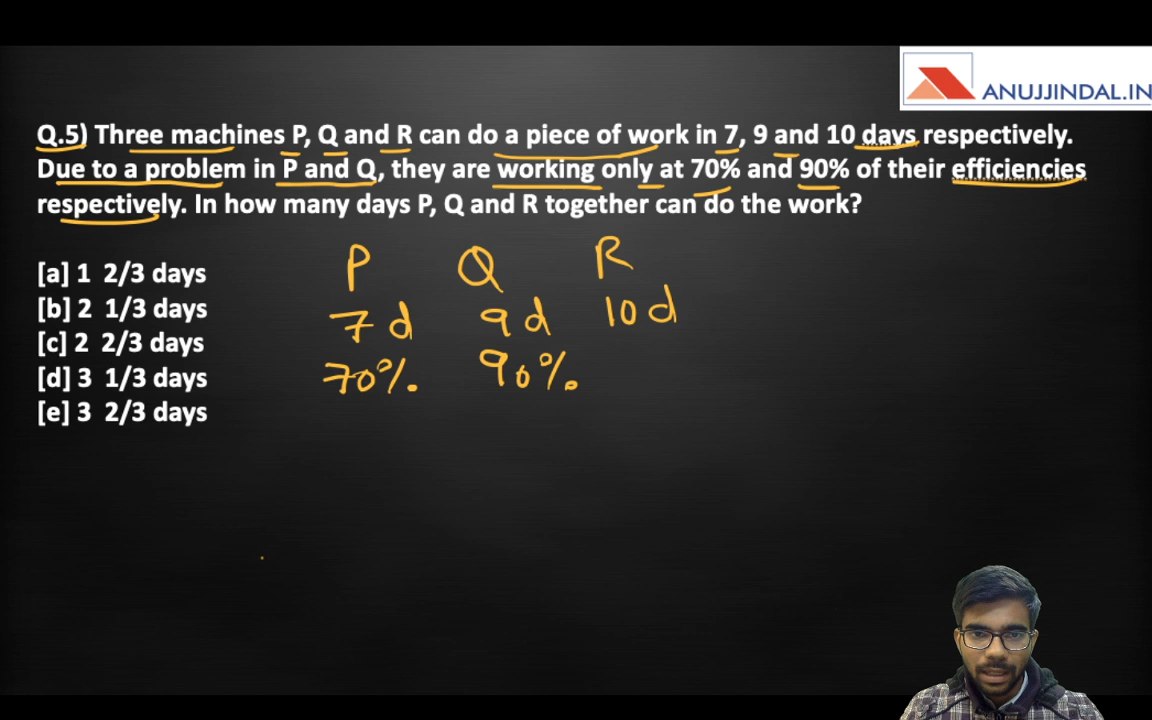 ANUJJINDAL.IN
Q.5) Three machines P, Q and R can do a piece of work in 7, 9 and 10 days respectively.
Due to a problem in P and Q, they are working only at 70% and 90% of their efficiencies
respectively. In how many days P, Q and R together can do the work?
[a] 1 2/3 days
[b] 2 1/3 days
[c] 2 2/3 days
[d] 3 1/3 days
[e] 3 2/3 days
P Q R
7 d 9 d 10 d
70%. 90%.